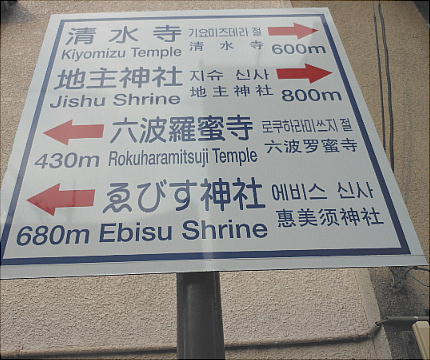 清水寺 기요미즈데라 절
Kiyomizu Temple 清水寺 600m
地主神社 지슈 신사
Jishu Shrine 地主神社 800m
六波羅蜜寺 로쿠하라미쓰지 절
430m Rokuharamitsuji Temple 六波罗蜜寺
ゑびす神社 에비스 신사
680m Ebisu Shrine 惠美须神社